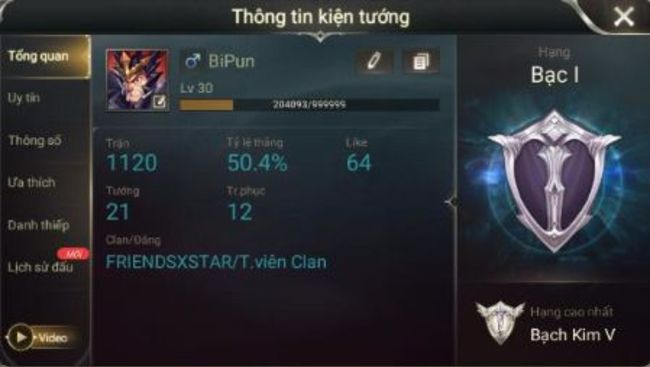 Thông tin kiện tướng
Tổng quan
Uy tín
Thông số
Ưa thích
Danh thiếp
Lịch sử đấu
MỚI
Video
BiPun
Lv 30
204093/999999
Trận
Tỷ lệ thắng
Like
1120
50.4%
64
Tướng
Tr.phục
21
12
Clan/Đảng
FRIENDSXSTAR/T.viên Clan
Hạng
Bạc I
Hạng cao nhất
Bạch Kim V